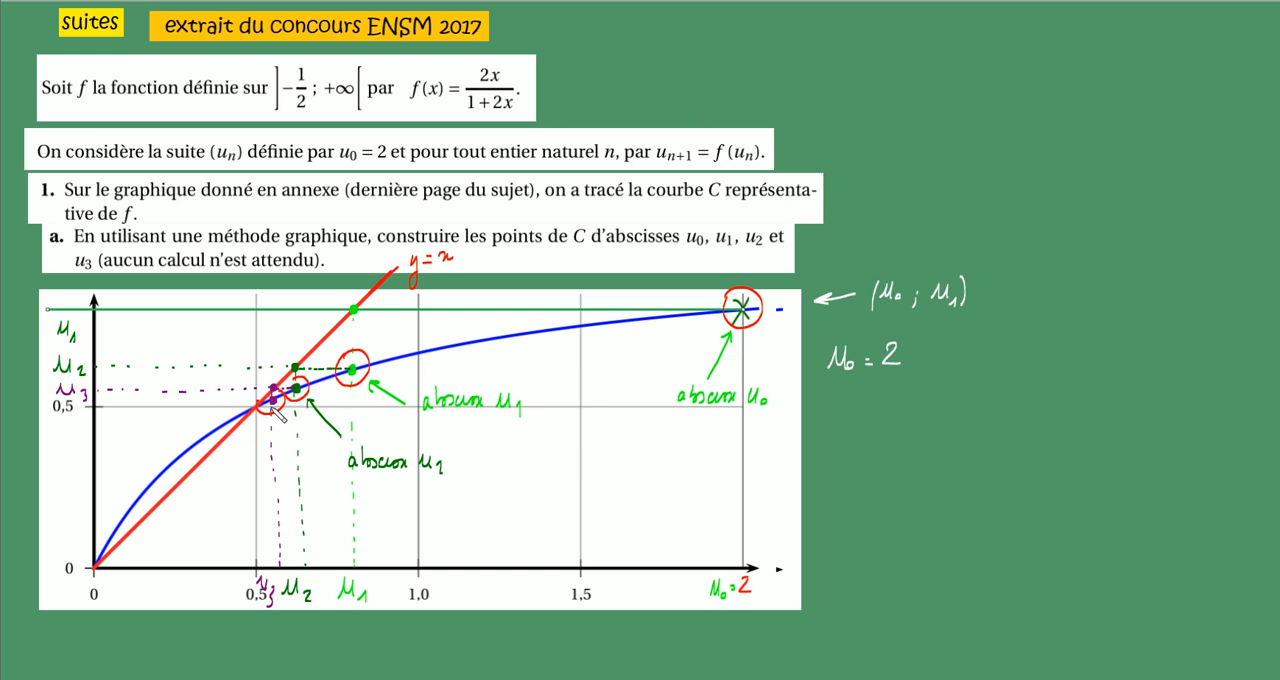 suites
extrait du concours ENSM 2017
Soit f la fonction définie sur ]−1/2 ; +∞[ par f(x) = 2x/(1+2x).
On considère la suite (uₙ) définie par u₀ = 2 et pour tout entier naturel n, par uₙ₊₁ = f(uₙ).
1. Sur le graphique donné en annexe (dernière page du sujet), on a tracé la courbe C représenta-
tive de f.
a. En utilisant une méthode graphique, construire les points de C d'abscisses u₀, u₁, u₂ et
u₃ (aucun calcul n'est attendu).
y = x
← (u₀ ; u₁)
u₁
u₀ = 2
u₂
u₃
0,5
abscisse u₁
abscisse u₀
abscisse u₂
0
0 0,5 u₃ u₂ u₁ 1,0 1,5 u₀=2